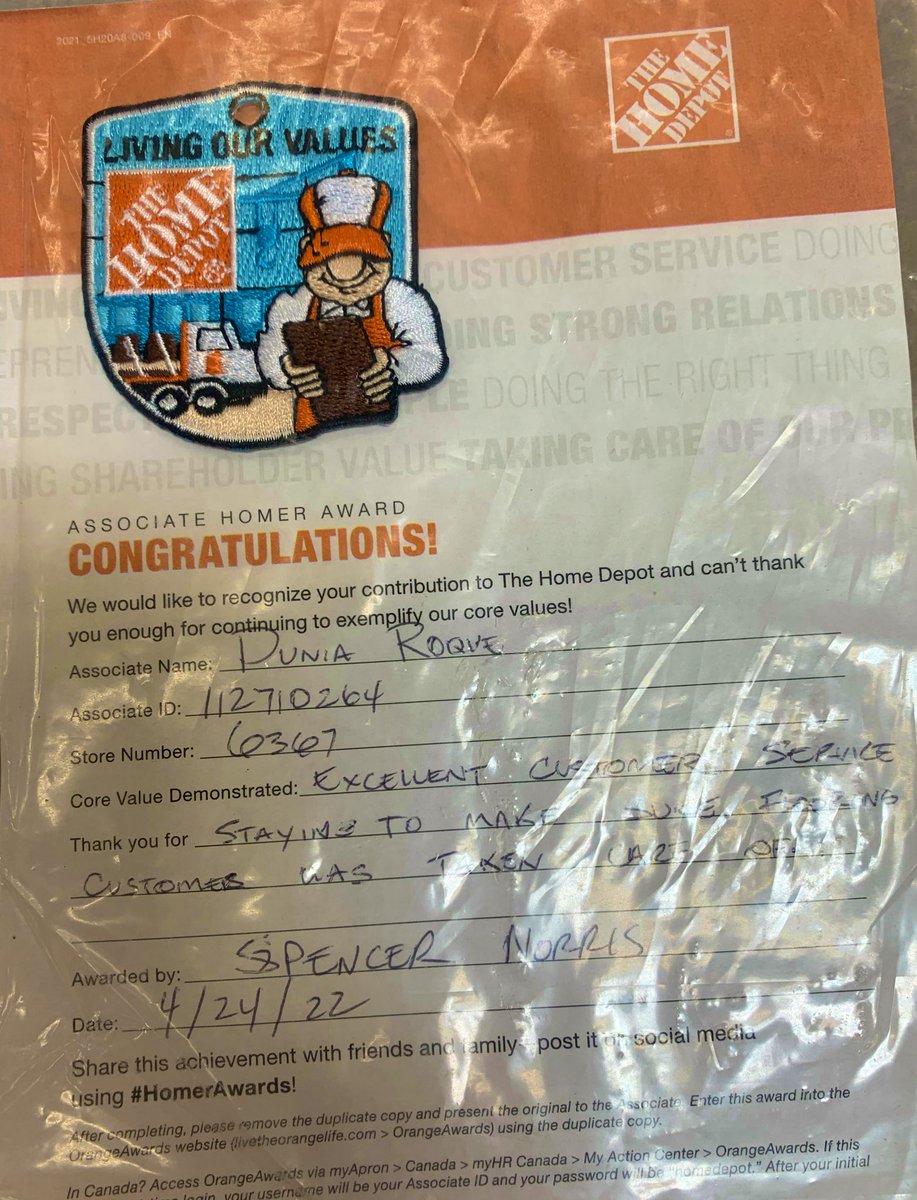 2021_SH20A8-009_EN
THE
HOME
DEPOT
LIVING OUR VALUES
THE
HOME
DEPOT
CUSTOMER SERVICE DOING
STRONG RELATIONS
DOING THE RIGHT THING
RESPEC
ING SHAREHOLDER VALUE TAKING CARE OF OUR PE
ASSOCIATE HOMER AWARD
CONGRATULATIONS!
We would like to recognize your contribution to The Home Depot and can't thank
you enough for continuing to exemplify our core values!
Associate Name: DUNIA ROQUE
Associate ID: 112710264
Store Number: 6367
Core Value Demonstrated: EXCELLENT CUSTOMER SERVICE
Thank you for STAYING TO MAKE SURE FLOORING
CUSTOMER WAS TAKEN CARE OF
Awarded by: SPENCER NORRIS
Date: 4/24/22
Share this achievement with friends and family- post it on social media
using #HomerAwards!
After completing, please remove the duplicate copy and present the original to the Associate. Enter this award into the
OrangeAwards website (livetheorangelife.com > OrangeAwards) using the duplicate copy.
In Canada? Access OrangeAwards via myApron > Canada > myHR Canada > My Action Center > OrangeAwards. If this
login, your username will be your Associate ID and your password will be "homedepot." After your initial